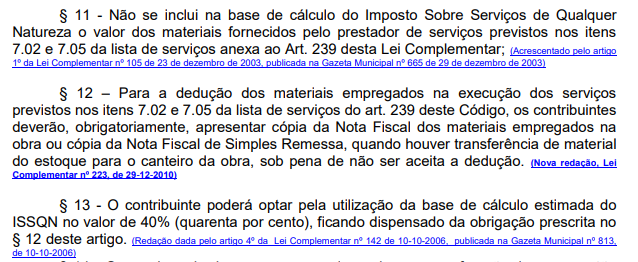 § 11 - Não se inclui na base de cálculo do Imposto Sobre Serviços de Qualquer
Natureza o valor dos materiais fornecidos pelo prestador de serviços previstos nos itens
7.02 e 7.05 da lista de serviços anexa ao Art. 239 desta Lei Complementar; (Acrescentado pelo artigo
1º da Lei Complementar nº 105 de 23 de dezembro de 2003, publicada na Gazeta Municipal nº 665 de 29 de dezembro de 2003)
§ 12 – Para a dedução dos materiais empregados na execução dos serviços
previstos nos itens 7.02 e 7.05 da lista de serviços do art. 239 deste Código, os contribuintes
deverão, obrigatoriamente, apresentar cópia da Nota Fiscal dos materiais empregados na
obra ou cópia da Nota Fiscal de Simples Remessa, quando houver transferência de material
do estoque para o canteiro da obra, sob pena de não ser aceita a dedução. (Nova redação, Lei
Complementar nº 223, de 29-12-2010)
§ 13 - O contribuinte poderá optar pela utilização da base de cálculo estimada do
ISSQN no valor de 40% (quarenta por cento), ficando dispensado da obrigação prescrita no
§ 12 deste artigo. (Redação dada pelo artigo 4º da Lei Complementar nº 142 de 10-10-2006, publicada na Gazeta Municipal nº 813,
de 10-10-2006)